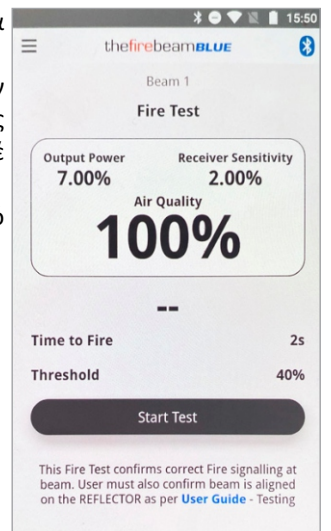 15:50
thefirebeamBLUE
Beam 1
Fire Test
Output Power Receiver Sensitivity
7.00% 2.00%
Air Quality
100%
--
Time to Fire 2s
Threshold 40%
Start Test
This Fire Test confirms correct Fire signalling at
beam. User must also confirm beam is aligned
on the REFLECTOR as per User Guide - Testing